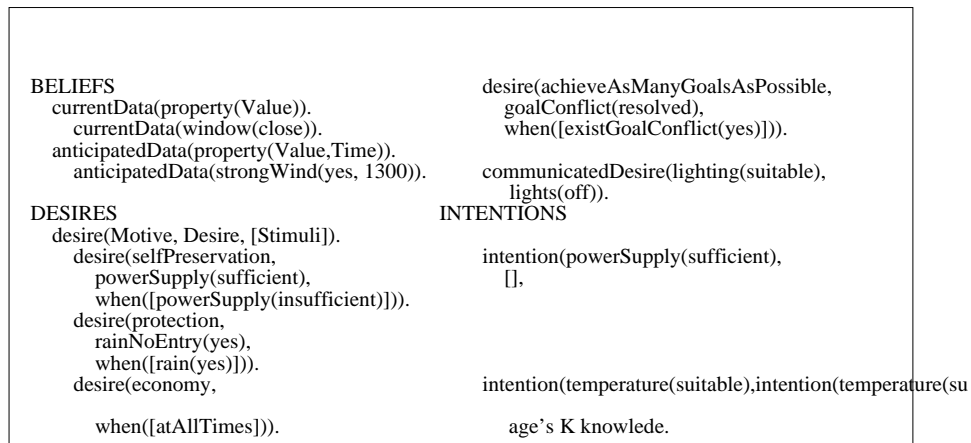 BELIEFS
currentData(property(Value)).
currentData(window(close)).
anticipatedData(property(Value,Time)).
anticipatedData(strongWind(yes, 1300)).
DESIRES
desire(Motive, Desire, [Stimuli]).
desire(selfPreservation,
powerSupply(sufficient),
when([powerSupply(insufficient)])).
desire(protection,
rainNoEntry(yes),
when([rain(yes)])).
desire(economy,
when([atAllTimes])).
desire(achieveAsManyGoalsAsPossible,
goalConflict(resolved),
when([existGoalConflict(yes)])).
communicatedDesire(lighting(suitable),
lights(off)).
INTENTIONS
intention(powerSupply(sufficient),
[],
intention(temperature(suitable),intention(temperature(su
age's K knowlede.